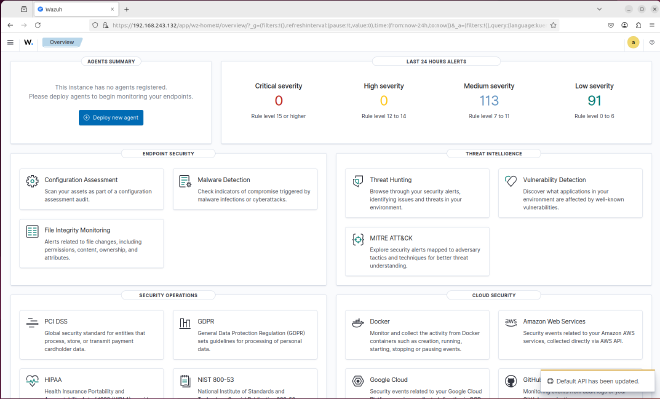 Wazuh
https://192.168.243.132/app/wz-home#/overview/?_g=(filters:!(),refreshInterval:(pause:!t,value:0),time:(from:now-24h,to:now))&_a=(filters:!(),query:(language:kuery
W. Overview a
AGENTS SUMMARY
This instance has no agents registered.
Please deploy agents to begin monitoring your endpoints.
Deploy new agent
LAST 24 HOURS ALERTS
Critical severity
0
Rule level 15 or higher
High severity
0
Rule level 12 to 14
Medium severity
113
Rule level 7 to 11
Low severity
91
Rule level 0 to 6
ENDPOINT SECURITY
Configuration Assessment
Scan your assets as part of a configuration
assessment audit.
Malware Detection
Check indicators of compromise triggered by
malware infections or cyberattacks.
File Integrity Monitoring
Alerts related to file changes, including
permissions, content, ownership, and
attributes.
THREAT INTELLIGENCE
Threat Hunting
Browse through your security alerts,
identifying issues and threats in your
environment.
Vulnerability Detection
Discover what applications in your
environment are affected by well-known
vulnerabilities.
MITRE ATT&CK
Explore security alerts mapped to adversary
tactics and techniques for better threat
understanding.
SECURITY OPERATIONS
PCI DSS
Global security standard for entities that
process, store, or transmit payment
cardholder data.
GDPR
General Data Protection Regulation (GDPR)
sets guidelines for processing of personal
data.
HIPAA
Health Insurance Portability and
NIST 800-53
National Institute of Standards and
CLOUD SECURITY
Docker
Monitor and collect the activity from Docker
containers such as creation, running,
starting, stopping or pausing events.
aws
Amazon Web Services
Security events related to your Amazon AWS
services, collected directly via AWS API.
Google Cloud
Security events related to your Google Cloud
GitHub
Default API has been updated.